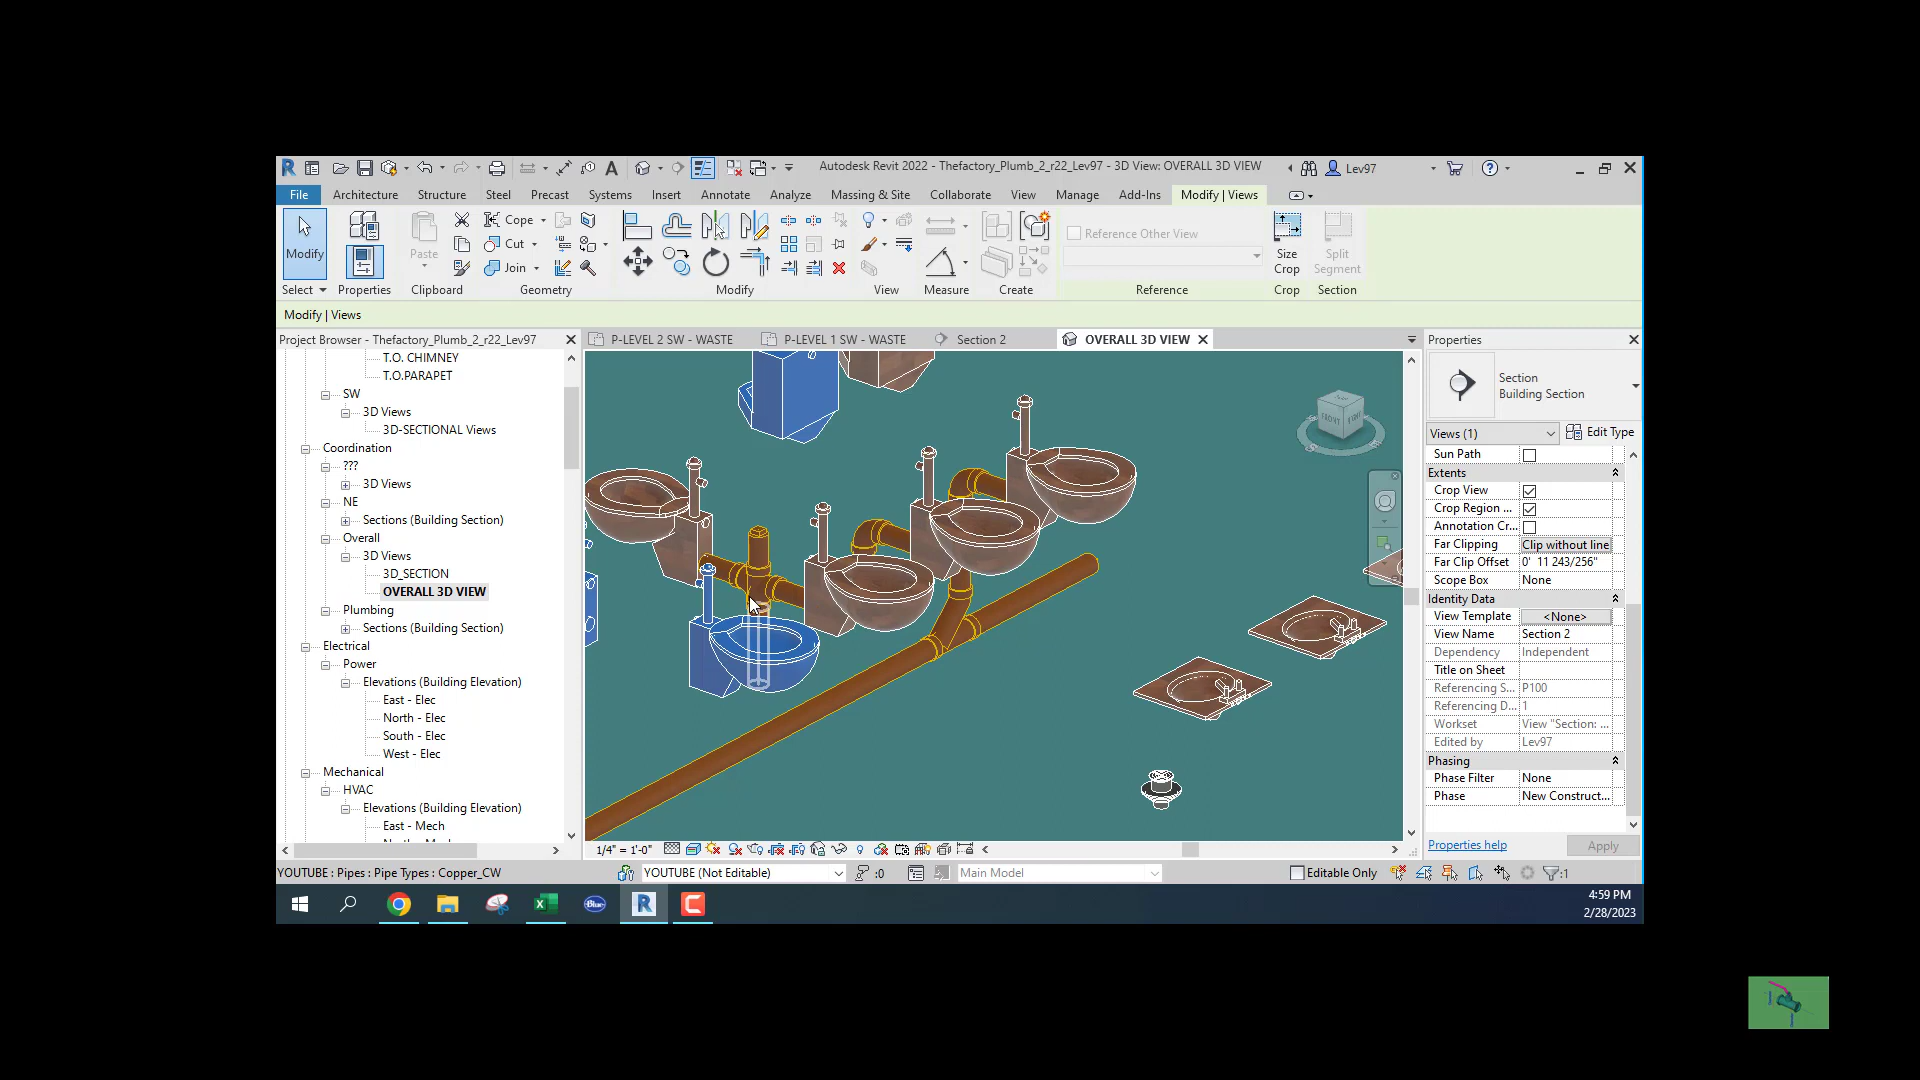 Autodesk Revit 2022 - Thefactory_Plumb_2_r22_Lev97 - 3D View: OVERALL 3D VIEW
Lev97
File Architecture Structure Steel Precast Systems Insert Annotate Analyze Massing & Site Collaborate View Manage Add-Ins Modify | Views
Modify
Paste
Cope
Cut
Join
Reference Other View
Size Crop
Split Segment
Select Properties Clipboard Geometry Modify View Measure Create Reference Crop Section
Modify | Views
Project Browser - Thefactory_Plumb_2_r22_Lev97
T.O. CHIMNEY
T.O.PARAPET
SW
3D Views
3D-SECTIONAL Views
Coordination
???
3D Views
NE
Sections (Building Section)
Overall
3D Views
3D_SECTION
OVERALL 3D VIEW
Plumbing
Sections (Building Section)
Electrical
Power
Elevations (Building Elevation)
East - Elec
North - Elec
South - Elec
West - Elec
Mechanical
HVAC
Elevations (Building Elevation)
East - Mech
P-LEVEL 2 SW - WASTE
P-LEVEL 1 SW - WASTE
Section 2
OVERALL 3D VIEW
FRONT
Properties
Section
Building Section
Views (1)
Edit Type
Sun Path
Extents
Crop View
Crop Region ...
Annotation Cr...
Far Clipping Clip without line
Far Clip Offset 0' 11 243/256"
Scope Box None
Identity Data
View Template <None>
View Name Section 2
Dependency Independent
Title on Sheet
Referencing S... P100
Referencing D... 1
Workset View "Section: ...
Edited by Lev97
Phasing
Phase Filter None
Phase New Construct...
Properties help
Apply
1/4" = 1'-0"
YOUTUBE : Pipes : Pipe Types : Copper_CW
YOUTUBE (Not Editable)
:0
Main Model
Editable Only
:1
4:59 PM
2/28/2023